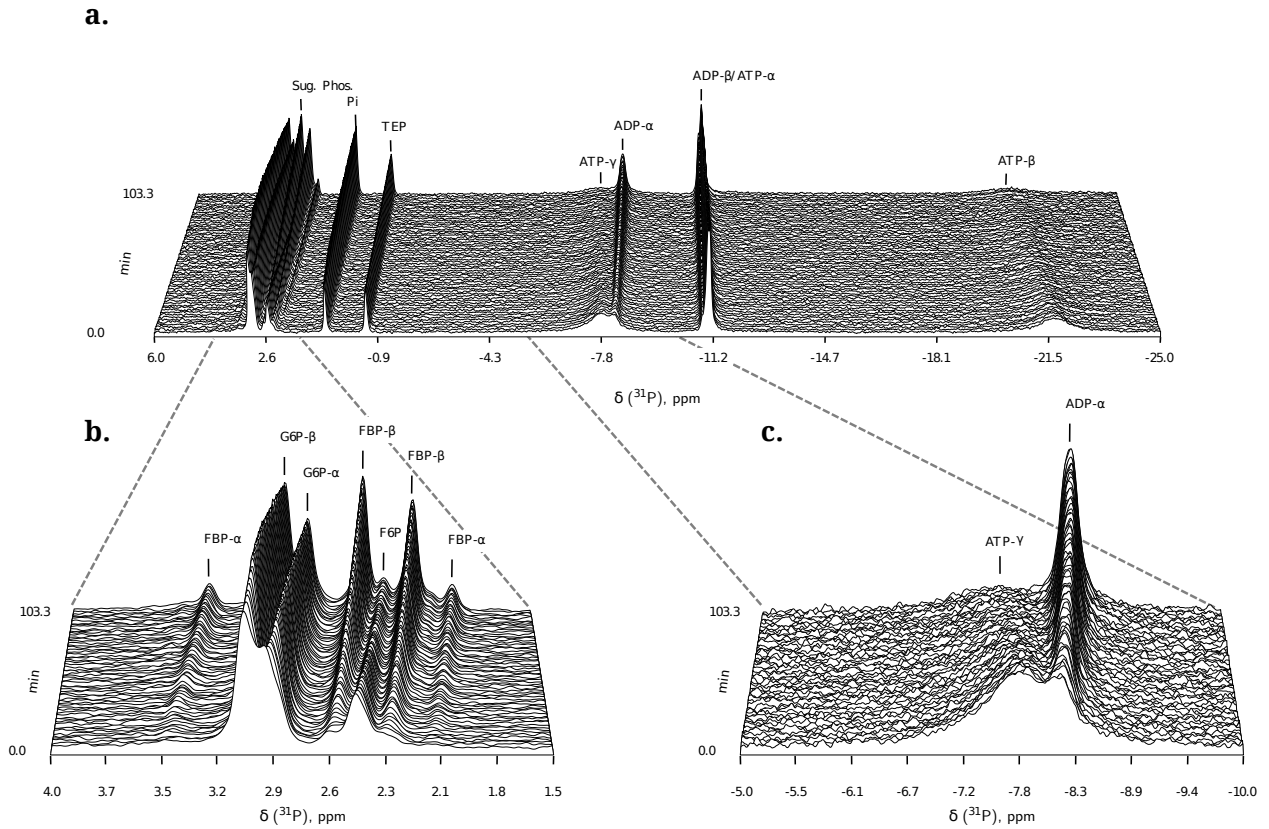 a.
ADP-β/ATP-α
Sug. Phos.
Pi
TEP
ADP-α
ATP-γ
ATP-β
103.3
min
0.0
6.0 2.6 -0.9 -4.3 -7.8 -11.2 -14.7 -18.1 -21.5 -25.0
δ (³¹P), ppm
b.
G6P-β
FBP-β
G6P-α
FBP-β
FBP-α
F6P
FBP-α
103.3
min
0.0
4.0 3.7 3.5 3.2 2.9 2.6 2.4 2.1 1.8 1.5
δ (³¹P), ppm
c.
ADP-α
ATP-γ
103.3
min
0.0
-5.0 -5.5 -6.1 -6.7 -7.2 -7.8 -8.3 -8.9 -9.4 -10.0
δ (³¹P), ppm